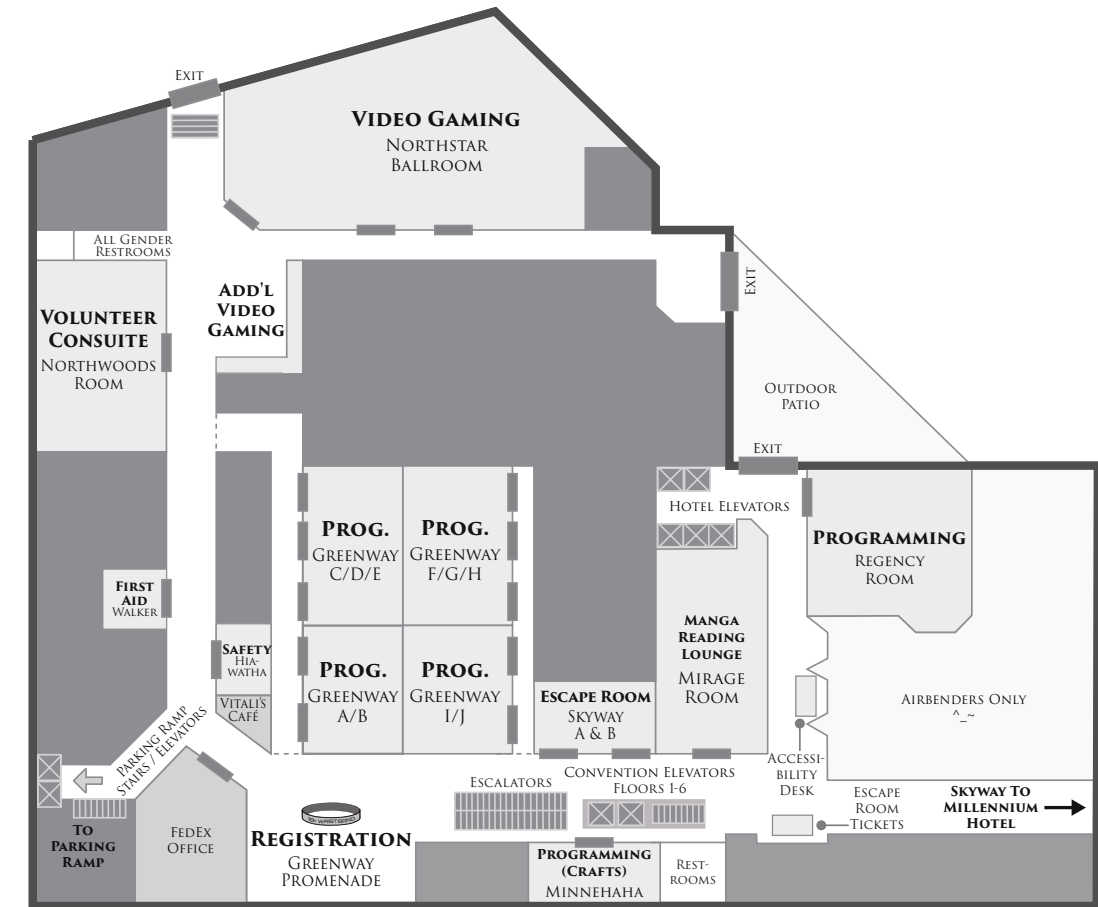 Exit
Video Gaming
Northstar
Ballroom
All Gender
Restrooms
Exit
Add'l
Video
Gaming
Volunteer
Consuite
Northwoods
Room
Outdoor
Patio
Exit
Hotel Elevators
Prog.
Greenway
C/D/E
Prog.
Greenway
F/G/H
Programming
Regency
Room
First
Aid
Walker
Safety
Hia-
watha
Vitali's
Café
Prog.
Greenway
A/B
Prog.
Greenway
I/J
Manga
Reading
Lounge
Mirage
Room
Escape Room
Skyway
A & B
Airbenders Only
^_~
Parking Ramp
Stairs / Elevators
Accessi-
bility
Desk
Escalators
Convention Elevators
Floors 1-6
Escape
Room
Tickets
Skyway To
Millennium
Hotel
To
Parking
Ramp
FedEx
Office
Registration
Greenway
Promenade
Programming
(Crafts)
Minnehaha
Rest-
rooms